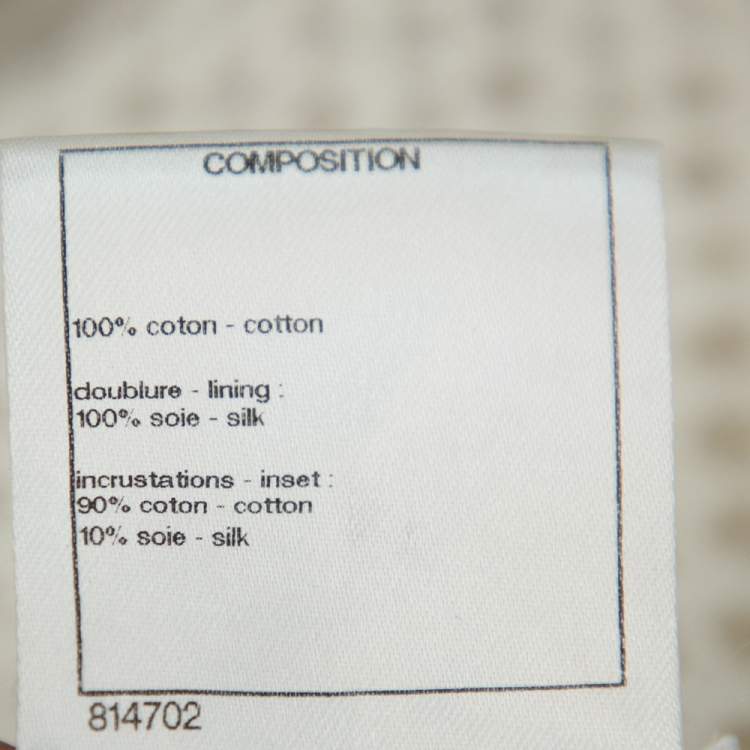 COMPOSITION
100% coton - cotton
doublure - lining :
100% soie - silk
incrustations - inset :
90% coton - cotton
10% soie - silk
814702